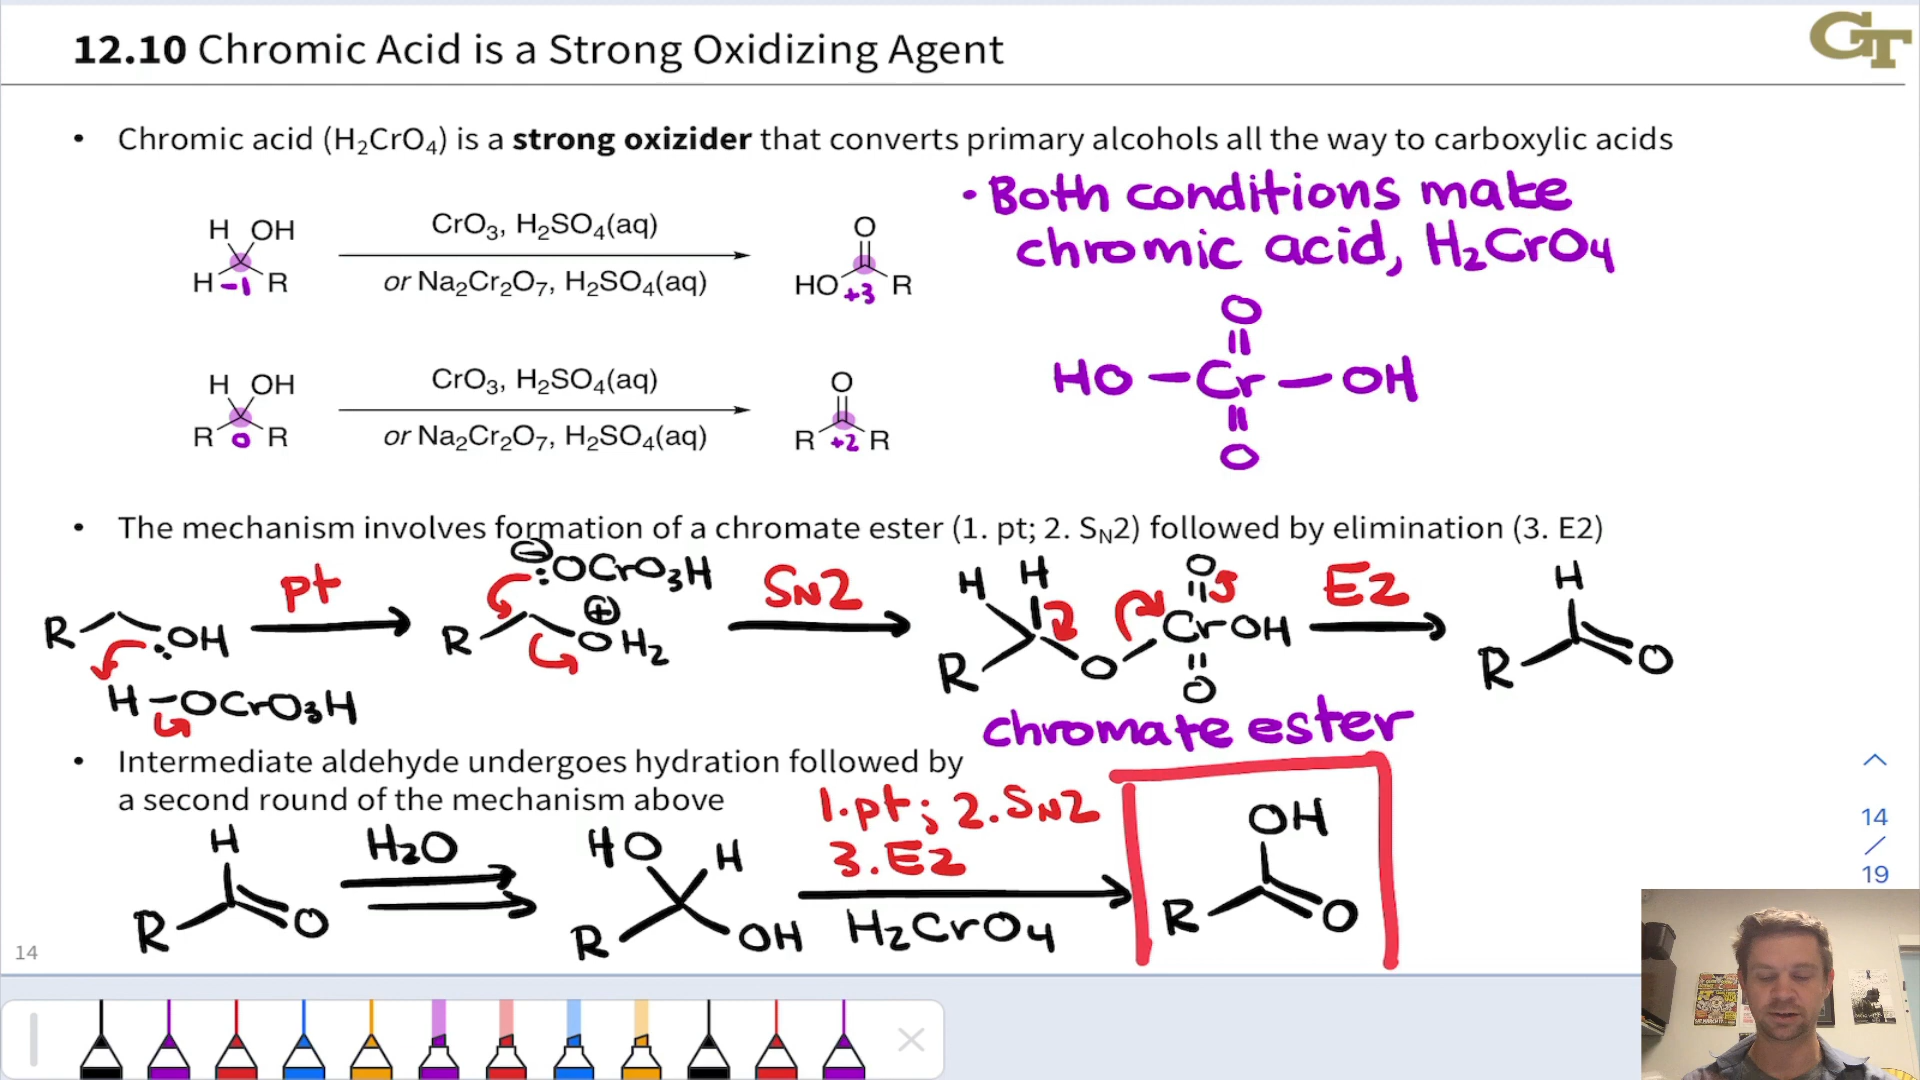 12.10 Chromic Acid is a Strong Oxidizing Agent
GT
• Chromic acid (H₂CrO₄) is a strong oxizider that converts primary alcohols all the way to carboxylic acids
• Both conditions make
chromic acid, H₂CrO₄
H OH
H -1 R
CrO₃, H₂SO₄(aq)
or Na₂Cr₂O₇, H₂SO₄(aq)
O
HO +3 R
O
HO — Cr — OH
O
H OH
R 0 R
CrO₃, H₂SO₄(aq)
or Na₂Cr₂O₇, H₂SO₄(aq)
O
R +2 R
• The mechanism involves formation of a chromate ester (1. pt; 2. Sₙ2) followed by elimination (3. E2)
R :OH
H–OCrO₃H
pt
⊖:OCrO₃H
R ⊕OH₂
SN2
H H
R O Cr OH
O
O
chromate ester
E2
H
R O
• Intermediate aldehyde undergoes hydration followed by
a second round of the mechanism above
H
R O
H₂O
HO H
R OH
1. pt; 2. SN2
3. E2
H₂CrO₄
OH
R O
14
/
19
14